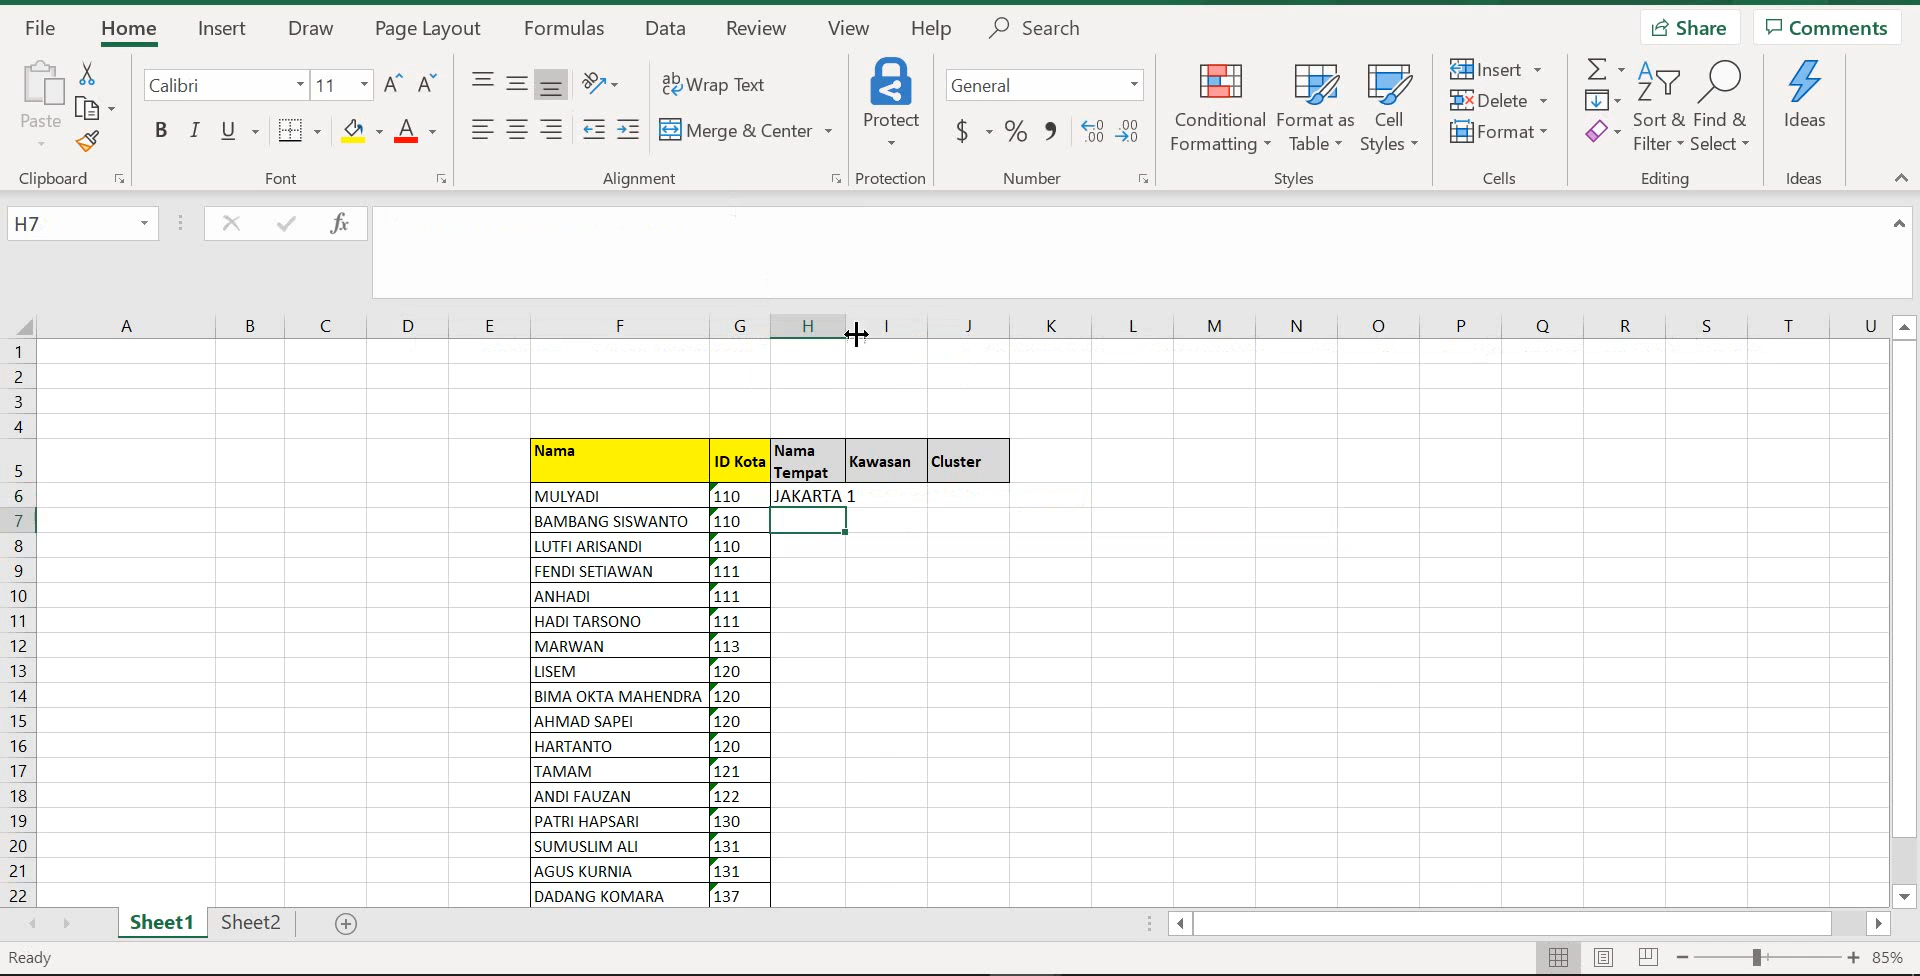 File Home Insert Draw Page Layout Formulas Data Review View Help Search Share Comments
Paste
Clipboard
Calibri 11
B I U
Font
Wrap Text
Merge & Center
Alignment
Protect
Protection
General
$ % 9
Number
Conditional Formatting
Format as Table
Cell Styles
Styles
Insert
Delete
Format
Cells
Sort & Filter
Find & Select
Editing
Ideas
Ideas
H7 fx
A B C D E F G H I J K L M N O P Q R S T U
1
2
3
4
5 Nama ID Kota Nama Tempat Kawasan Cluster
6 MULYADI 110 JAKARTA 1
7 BAMBANG SISWANTO 110
8 LUTFI ARISANDI 110
9 FENDI SETIAWAN 111
10 ANHADI 111
11 HADI TARSONO 111
12 MARWAN 113
13 LISEM 120
14 BIMA OKTA MAHENDRA 120
15 AHMAD SAPEI 120
16 HARTANTO 120
17 TAMAM 121
18 ANDI FAUZAN 122
19 PATRI HAPSARI 130
20 SUMUSLIM ALI 131
21 AGUS KURNIA 131
22 DADANG KOMARA 137
Sheet1 Sheet2
Ready 85%